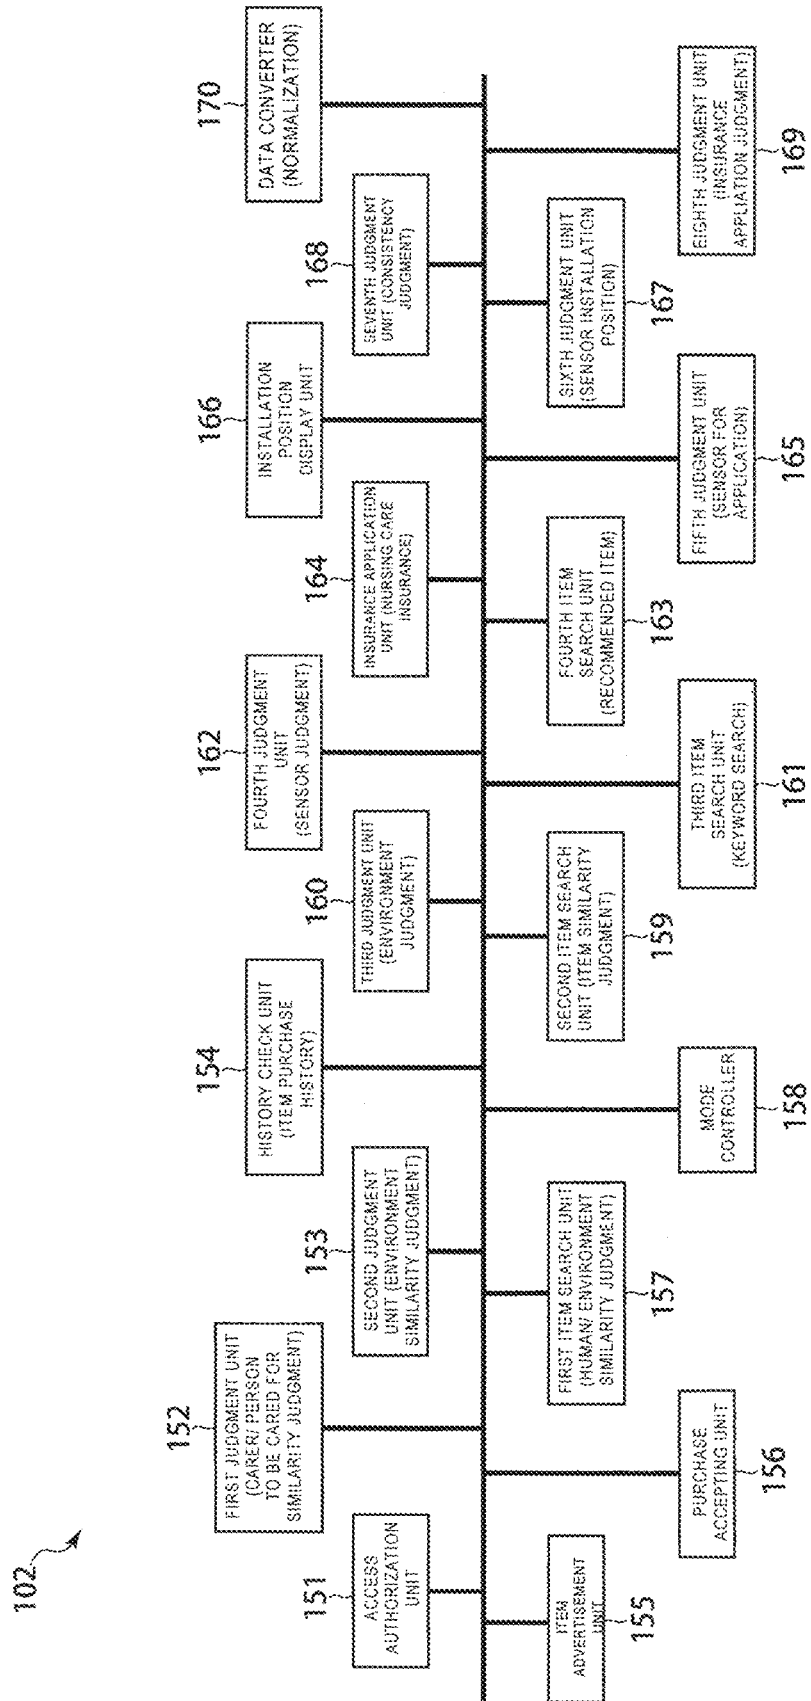 102
151
ACCESS
AUTHORIZATION
UNIT
152
FIRST JUDGMENT UNIT
(CARER/ PERSON
TO BE CARED FOR
SIMILARITY JUDGMENT)
153
SECOND JUDGMENT
UNIT (ENVIRONMENT
SIMILARITY JUDGMENT)
154
HISTORY CHECK UNIT
(ITEM PURCHASE
HISTORY)
160
THIRD JUDGMENT UNIT
(ENVIRONMENT
JUDGMENT)
162
FOURTH JUDGMENT
UNIT
(SENSOR JUDGMENT)
164
INSURANCE APPLICATION
UNIT (NURSING CARE
INSURANCE)
166
INSTALLATION
POSITION
DISPLAY UNIT
168
SEVENTH JUDGMENT
UNIT (CONSISTENCY
JUDGMENT)
170
DATA CONVERTER
(NORMALIZATION)
ITEM
ADVERTISEMENT
UNIT
155
PURCHASE
ACCEPTING UNIT
156
FIRST ITEM SEARCH UNIT
(HUMAN/ ENVIRONMENT
SIMILARITY JUDGMENT)
157
MODE
CONTROLLER
158
SECOND ITEM SEARCH
UNIT (ITEM SIMILARITY
JUDGMENT)
159
THIRD ITEM
SEARCH UNIT
(KEYWORD SEARCH)
161
FOURTH ITEM
SEARCH UNIT
(RECOMMENDED ITEM)
163
FIFTH JUDGMENT UNIT
(SENSOR FOR
APPLICATION)
165
SIXTH JUDGMENT UNIT
(SENSOR INSTALLATION
POSITION)
167
EIGHTH JUDGMENT UNIT
(INSURANCE
APPLIATION JUDGMENT)
169